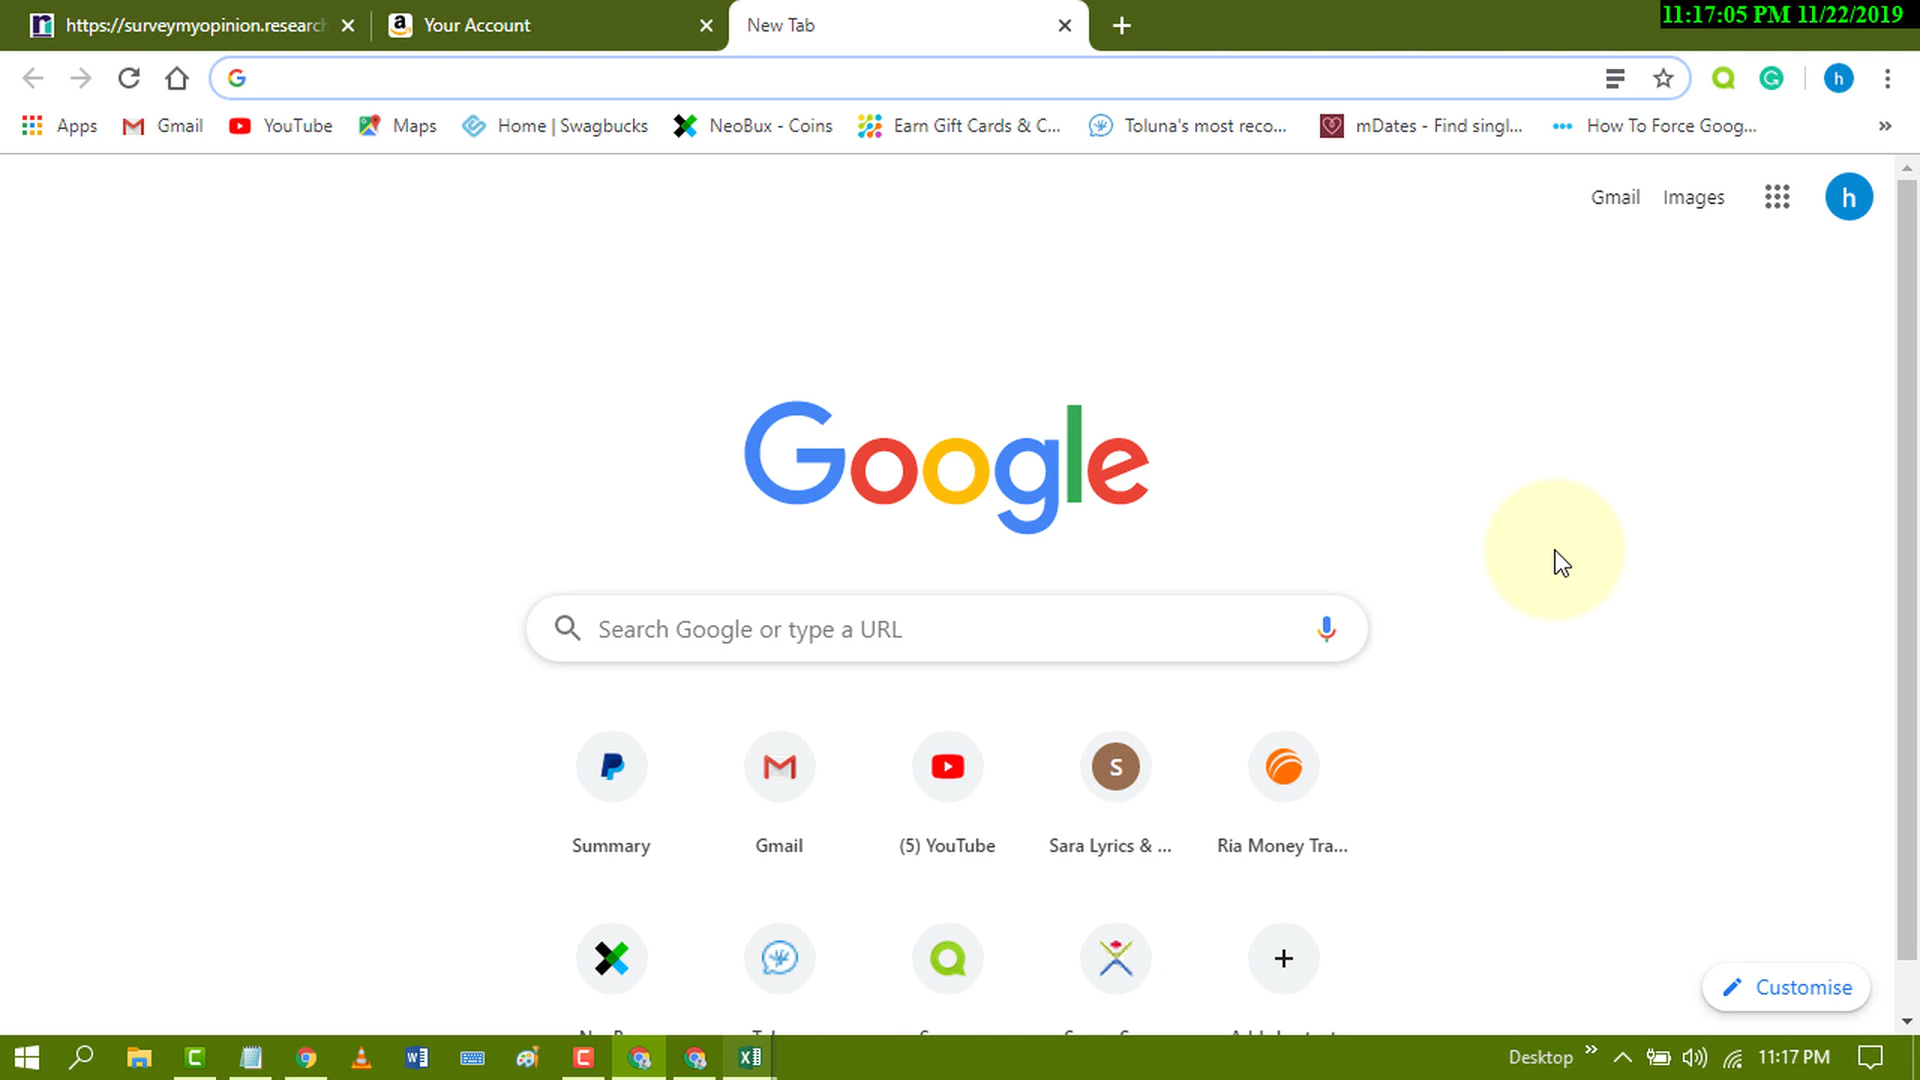 https://surveymyopinion.research
Your Account
New Tab
11:17:05 PM 11/22/2019
h
Apps
Gmail
YouTube
Maps
Home | Swagbucks
NeoBux - Coins
Earn Gift Cards & C...
Toluna's most reco...
mDates - Find singl...
How To Force Goog...
Gmail
Images
h
Google
Search Google or type a URL
S
Summary
Gmail
(5) YouTube
Sara Lyrics & ...
Ria Money Tra...
Customise
Desktop
11:17 PM